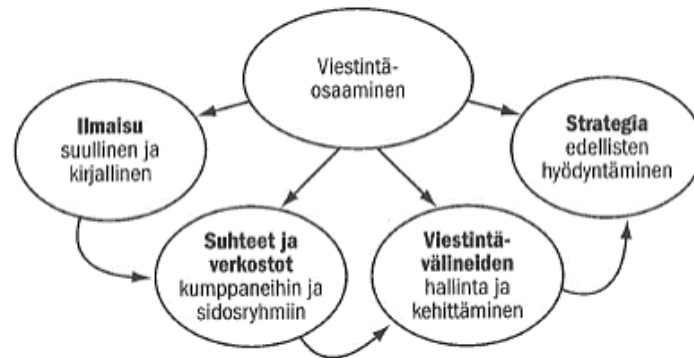 Viestintä-
osaaminen
Ilmaisu
suullinen ja
kirjallinen
Strategia
edellisten
hyödyntäminen
Suhteet ja
verkostot
kumppaneihin ja
sidosryhmiin
Viestintä-
välineiden
hallinta ja
kehittäminen